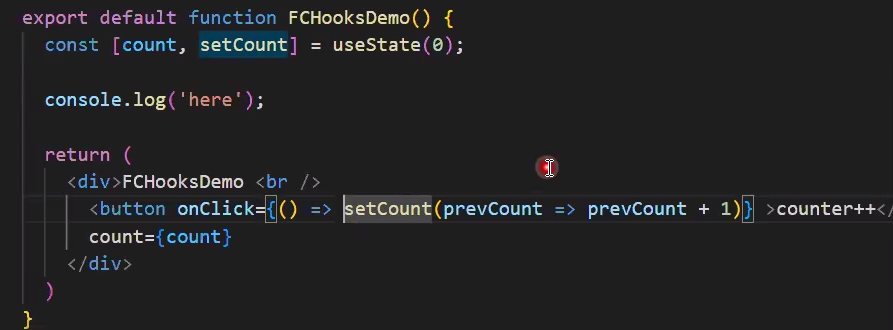 export default function FCHooksDemo() {
const [count, setCount] = useState(0);
console.log('here');
return (
<div>FCHooksDemo <br />
<button onClick={() => setCount(prevCount => prevCount + 1)} >counter++</
count={count}
</div>
)
}